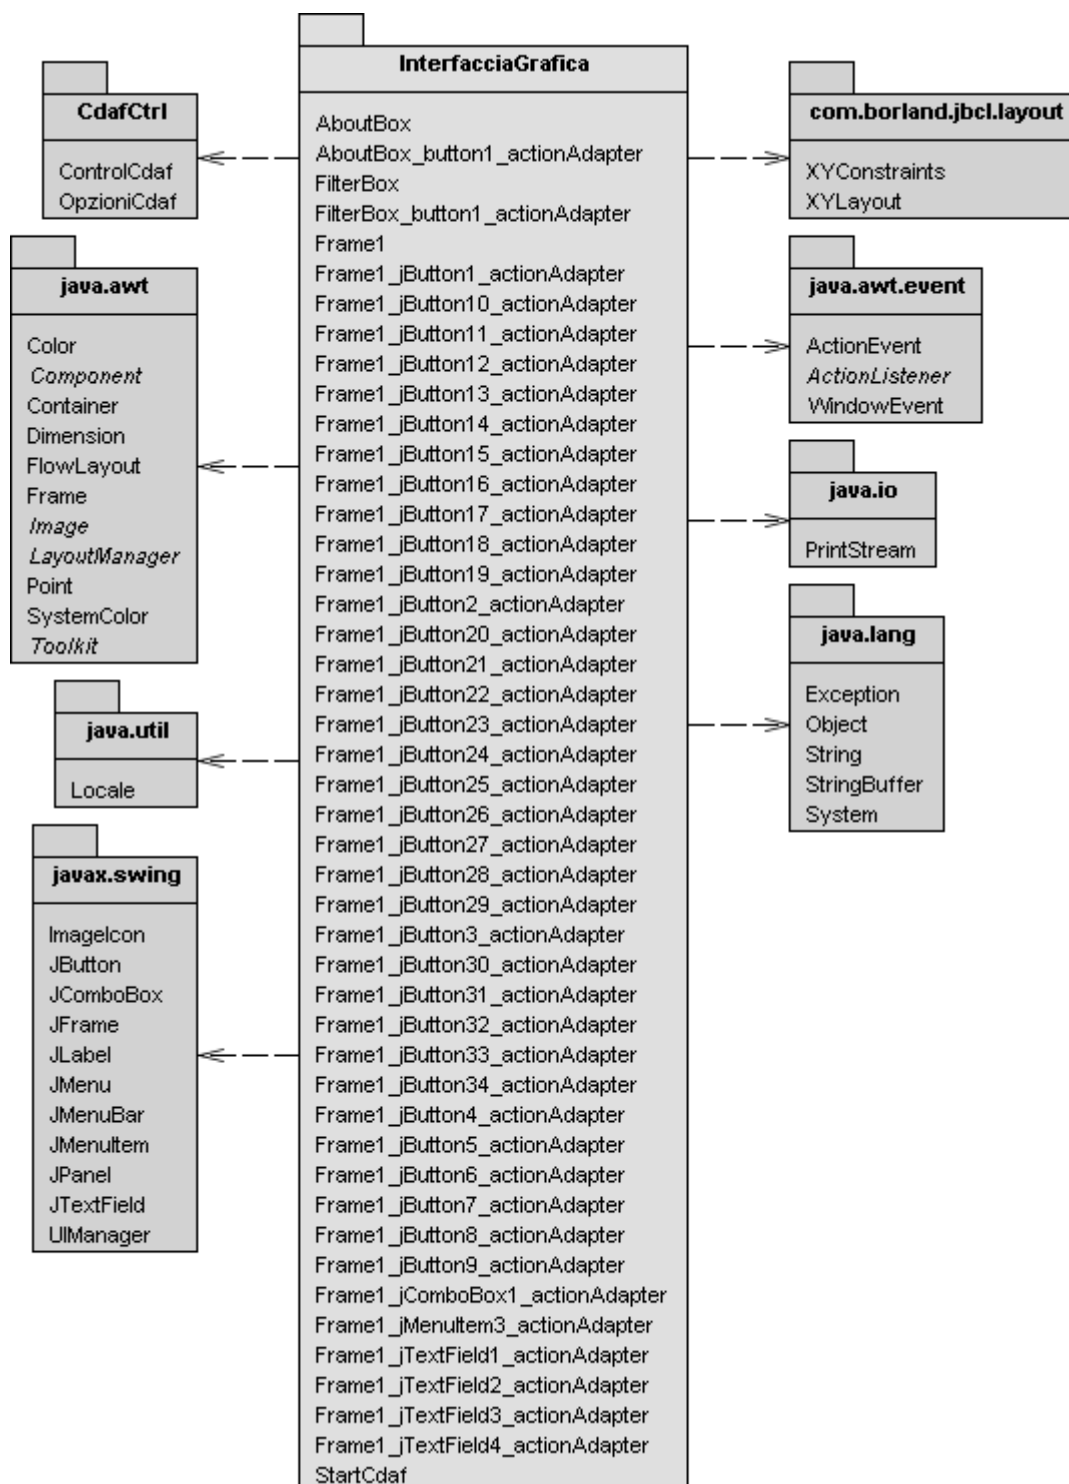 InterfacciaGrafica
AboutBox
AboutBox_button1_actionAdapter
FilterBox
FilterBox_button1_actionAdapter
Frame1
Frame1_jButton1_actionAdapter
Frame1_jButton10_actionAdapter
Frame1_jButton11_actionAdapter
Frame1_jButton12_actionAdapter
Frame1_jButton13_actionAdapter
Frame1_jButton14_actionAdapter
Frame1_jButton15_actionAdapter
Frame1_jButton16_actionAdapter
Frame1_jButton17_actionAdapter
Frame1_jButton18_actionAdapter
Frame1_jButton19_actionAdapter
Frame1_jButton2_actionAdapter
Frame1_jButton20_actionAdapter
Frame1_jButton21_actionAdapter
Frame1_jButton22_actionAdapter
Frame1_jButton23_actionAdapter
Frame1_jButton24_actionAdapter
Frame1_jButton25_actionAdapter
Frame1_jButton26_actionAdapter
Frame1_jButton27_actionAdapter
Frame1_jButton28_actionAdapter
Frame1_jButton29_actionAdapter
Frame1_jButton3_actionAdapter
Frame1_jButton30_actionAdapter
Frame1_jButton31_actionAdapter
Frame1_jButton32_actionAdapter
Frame1_jButton33_actionAdapter
Frame1_jButton34_actionAdapter
Frame1_jButton4_actionAdapter
Frame1_jButton5_actionAdapter
Frame1_jButton6_actionAdapter
Frame1_jButton7_actionAdapter
Frame1_jButton8_actionAdapter
Frame1_jButton9_actionAdapter
Frame1_jComboBox1_actionAdapter
Frame1_jMenuItem3_actionAdapter
Frame1_jTextField1_actionAdapter
Frame1_jTextField2_actionAdapter
Frame1_jTextField3_actionAdapter
Frame1_jTextField4_actionAdapter
StartCdaf
CdafCtrl
ControlCdaf
OpzioniCdaf
java.awt
Color
Component
Container
Dimension
FlowLayout
Frame
Image
LayoutManager
Point
SystemColor
Toolkit
java.util
Locale
javax.swing
ImageIcon
JButton
JComboBox
JFrame
JLabel
JMenu
JMenuBar
JMenuItem
JPanel
JTextField
UIManager
com.borland.jbcl.layout
XYConstraints
XYLayout
java.awt.event
ActionEvent
ActionListener
WindowEvent
java.io
PrintStream
java.lang
Exception
Object
String
StringBuffer
System